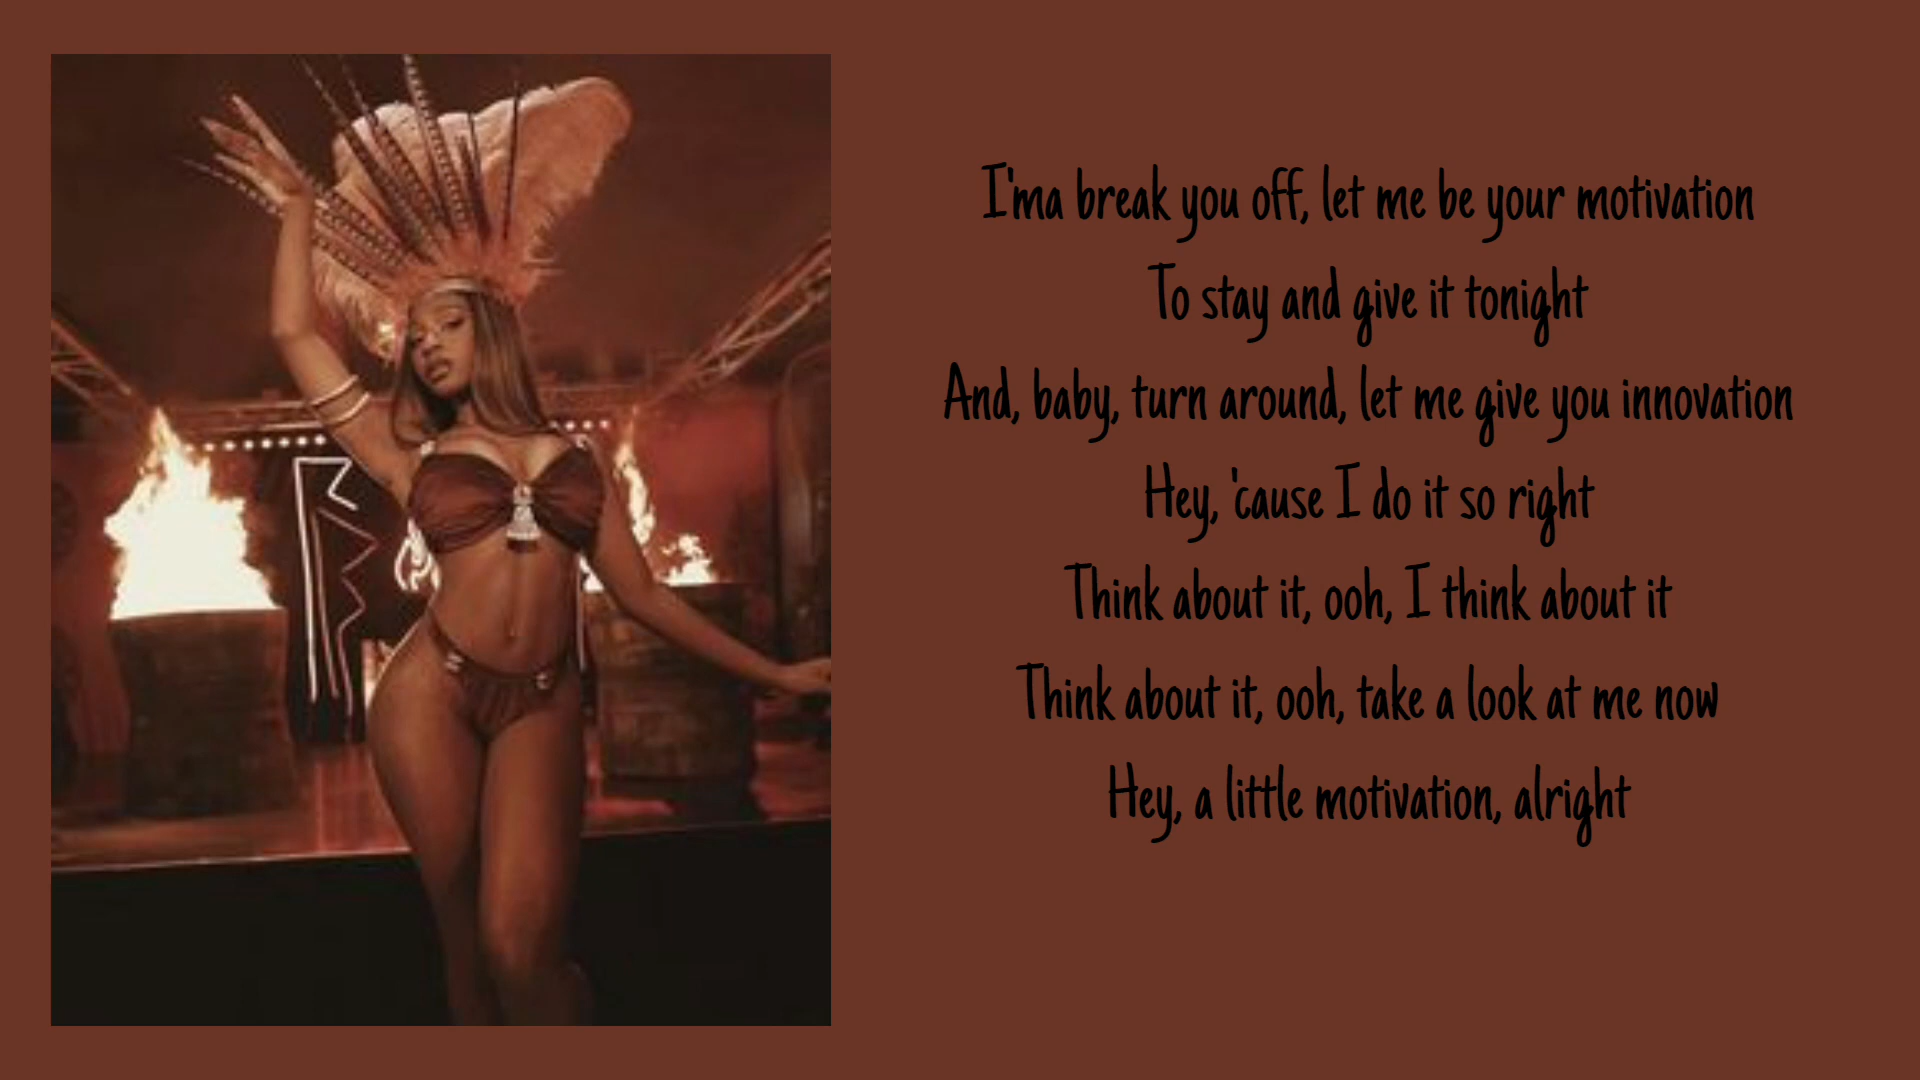 I'ma break you off, let me be your motivation
To stay and give it tonight
And, baby, turn around, let me give you innovation
Hey, 'cause I do it so right
Think about it, ooh, I think about it
Think about it, ooh, take a look at me now
Hey, a little motivation, alright